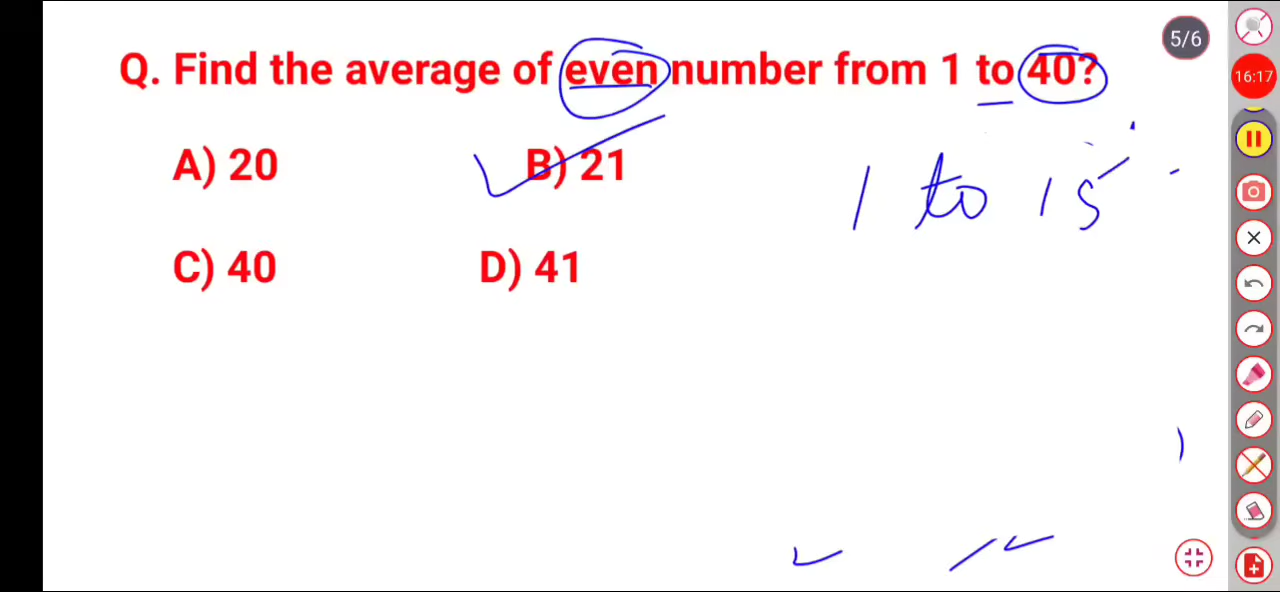 5/6
Q. Find the average of even number from 1 to 40?
16:17
A) 20 B) 21
1 to 15
C) 40 D) 41